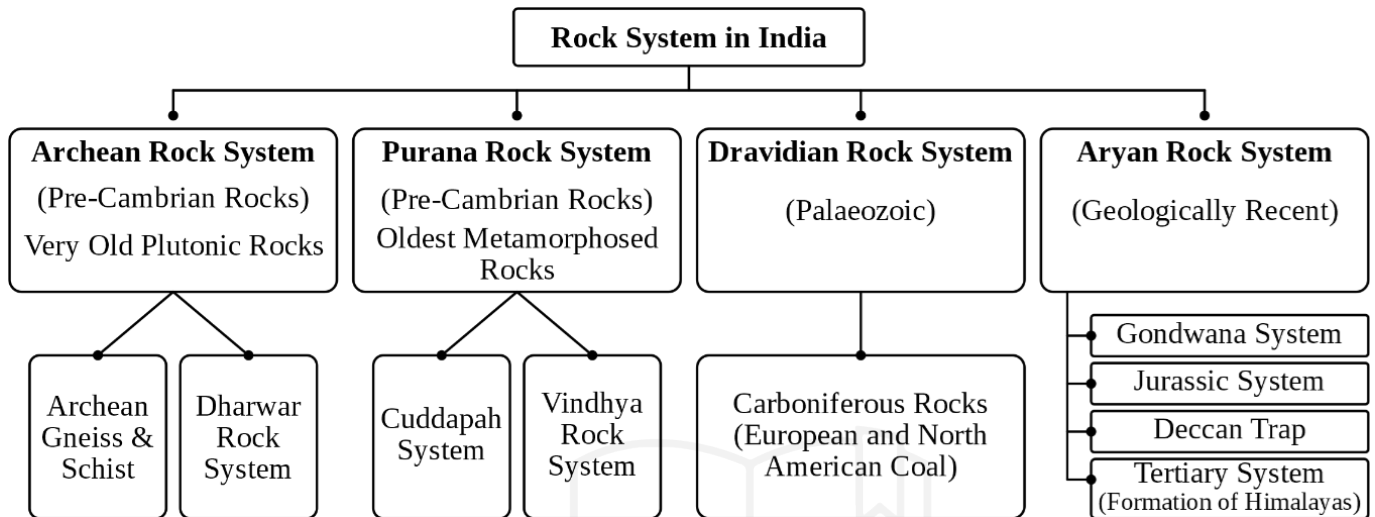 Rock System in India
Archean Rock System
(Pre-Cambrian Rocks)
Very Old Plutonic Rocks
Purana Rock System
(Pre-Cambrian Rocks)
Oldest Metamorphosed
Rocks
Dravidian Rock System
(Palaeozoic)
Aryan Rock System
(Geologically Recent)
Archean
Gneiss &
Schist
Dharwar
Rock
System
Cuddapah
System
Vindhya
Rock
System
Carboniferous Rocks
(European and North
American Coal)
Gondwana System
Jurassic System
Deccan Trap
Tertiary System
(Formation of Himalayas)